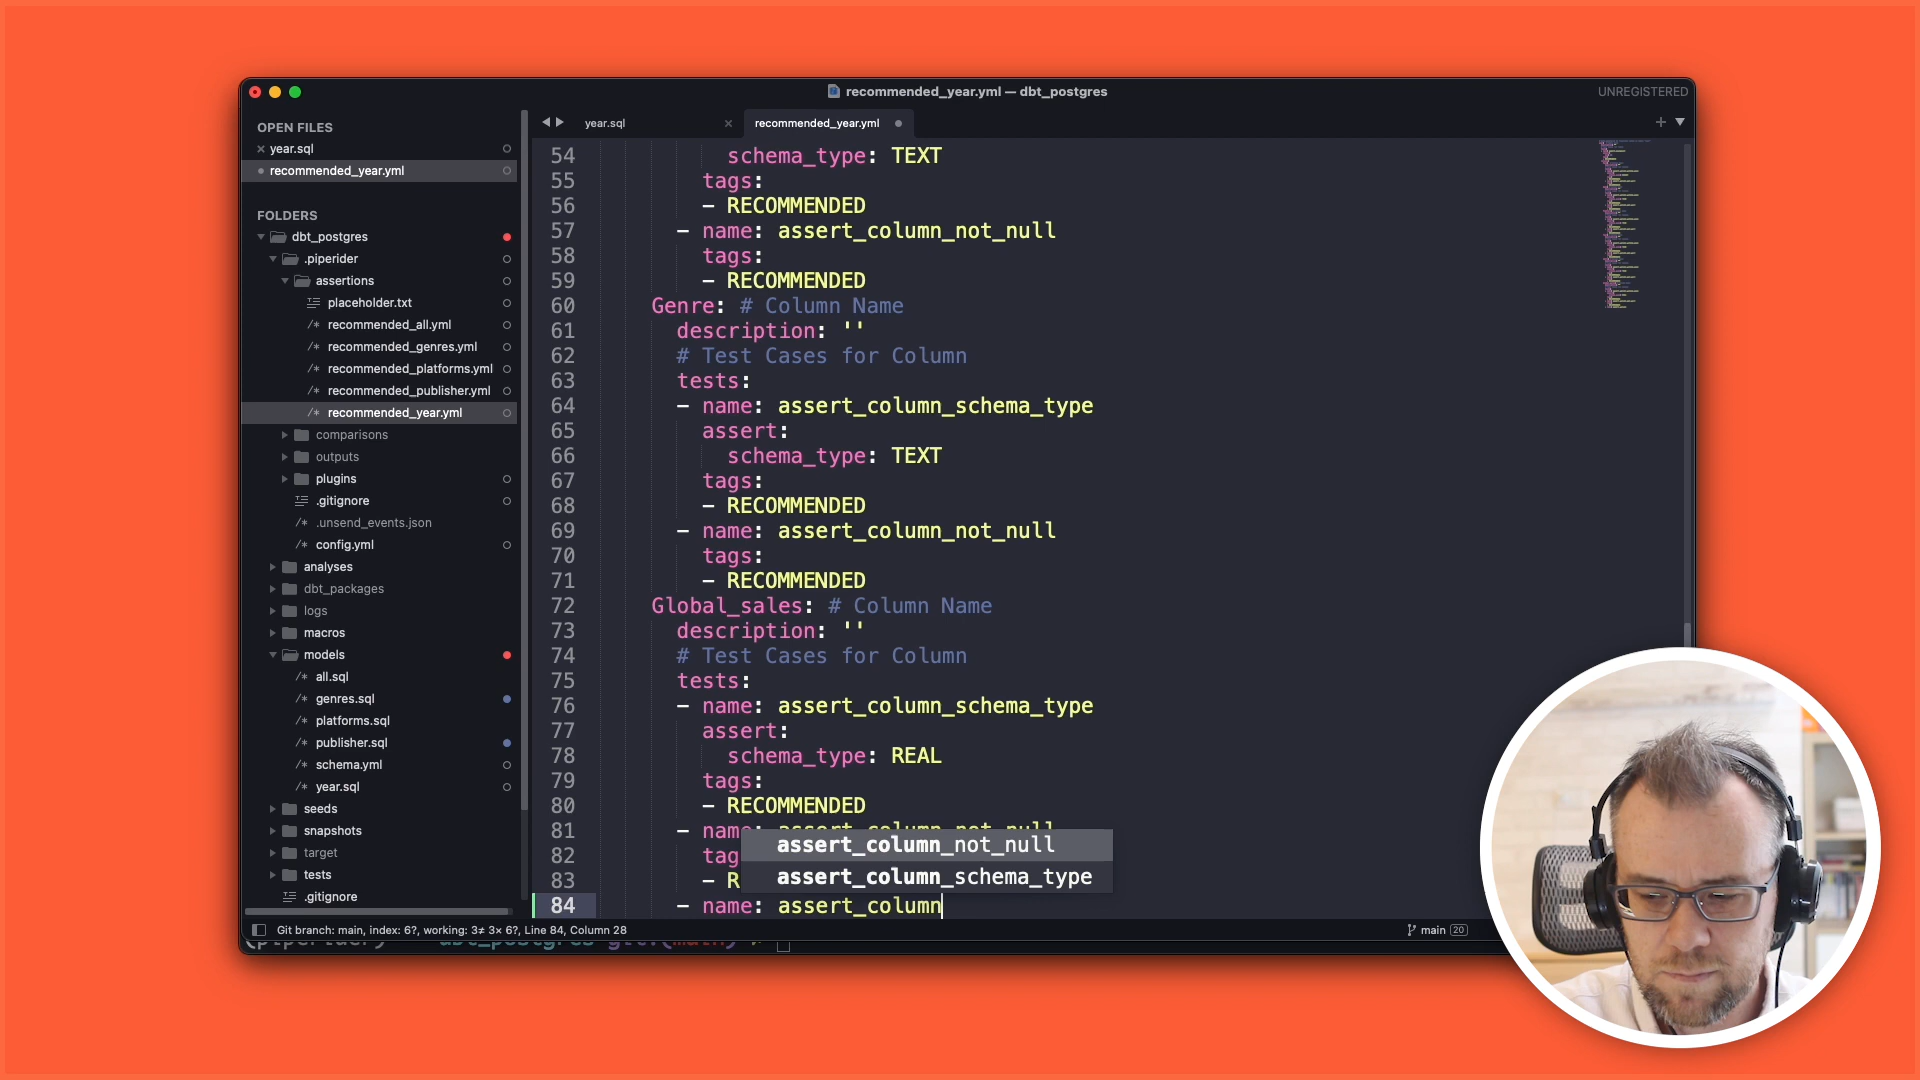 recommended_year.yml — dbt_postgres
UNREGISTERED
OPEN FILES
year.sql
recommended_year.yml
FOLDERS
dbt_postgres
.piperider
assertions
placeholder.txt
/* recommended_all.yml
/* recommended_genres.yml
/* recommended_platforms.yml
/* recommended_publisher.yml
/* recommended_year.yml
comparisons
outputs
plugins
.gitignore
/* .unsend_events.json
/* config.yml
analyses
dbt_packages
logs
macros
models
/* all.sql
/* genres.sql
/* platforms.sql
/* publisher.sql
/* schema.yml
/* year.sql
seeds
snapshots
target
tests
.gitignore
year.sql
recommended_year.yml
54 schema_type: TEXT
55 tags:
56 - RECOMMENDED
57 - name: assert_column_not_null
58 tags:
59 - RECOMMENDED
60 Genre: # Column Name
61 description: ''
62 # Test Cases for Column
63 tests:
64 - name: assert_column_schema_type
65 assert:
66 schema_type: TEXT
67 tags:
68 - RECOMMENDED
69 - name: assert_column_not_null
70 tags:
71 - RECOMMENDED
72 Global_sales: # Column Name
73 description: ''
74 # Test Cases for Column
75 tests:
76 - name: assert_column_schema_type
77 assert:
78 schema_type: REAL
79 tags:
80 - RECOMMENDED
81 - name: assert_column_not_null
82 tag
83 - R
84 - name: assert_column
assert_column_not_null
assert_column_schema_type
Git branch: main, index: 6?, working: 3≠ 3× 6?, Line 84, Column 28
main 20